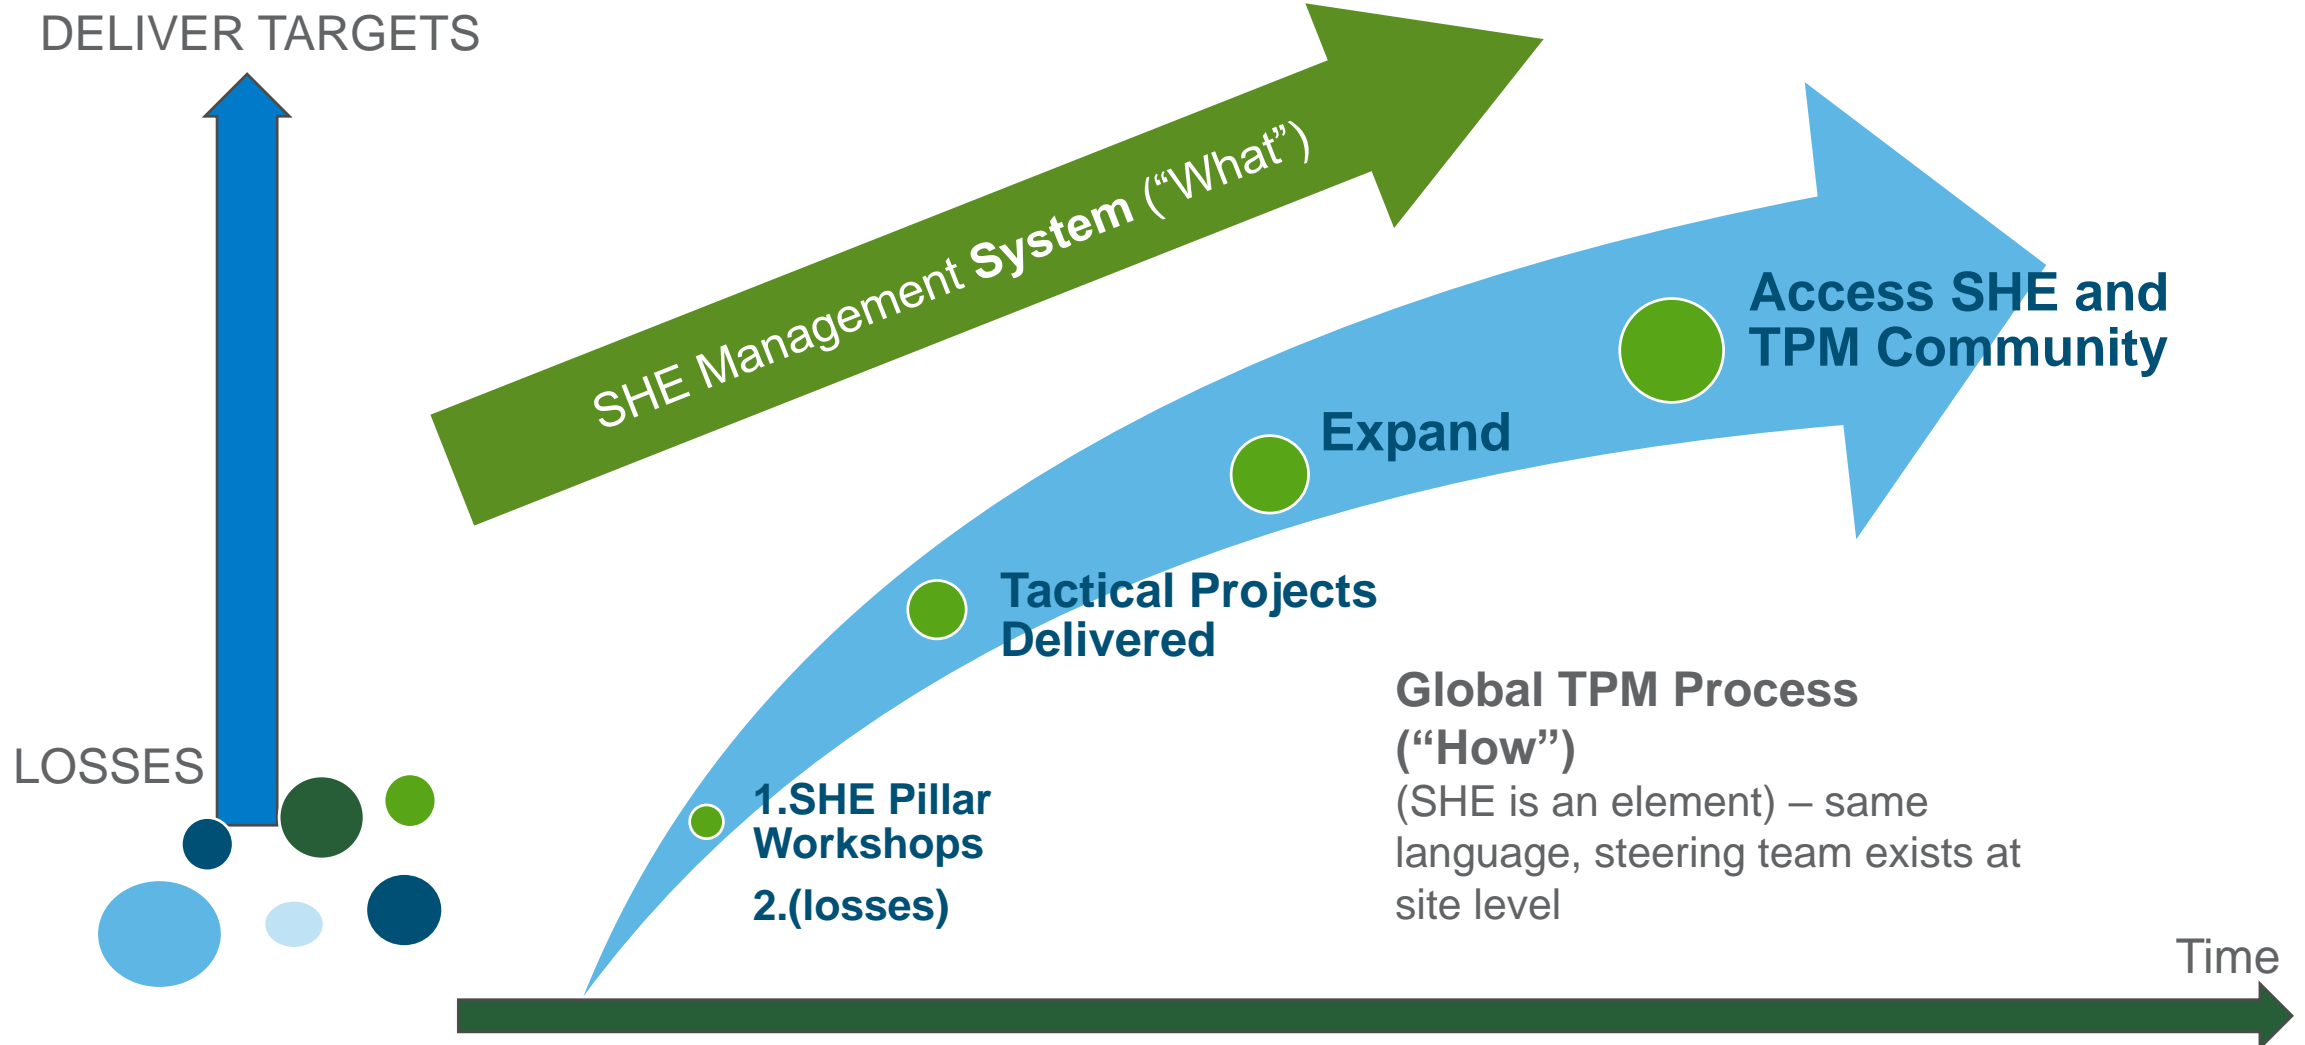 DELIVER TARGETS
SHE Management System (“What”)
Access SHE and
TPM Community
Expand
Tactical Projects
Delivered
Global TPM Process
(“How”)
(SHE is an element) – same
language, steering team exists at
site level
LOSSES
1.SHE Pillar
Workshops
2.(losses)
Time